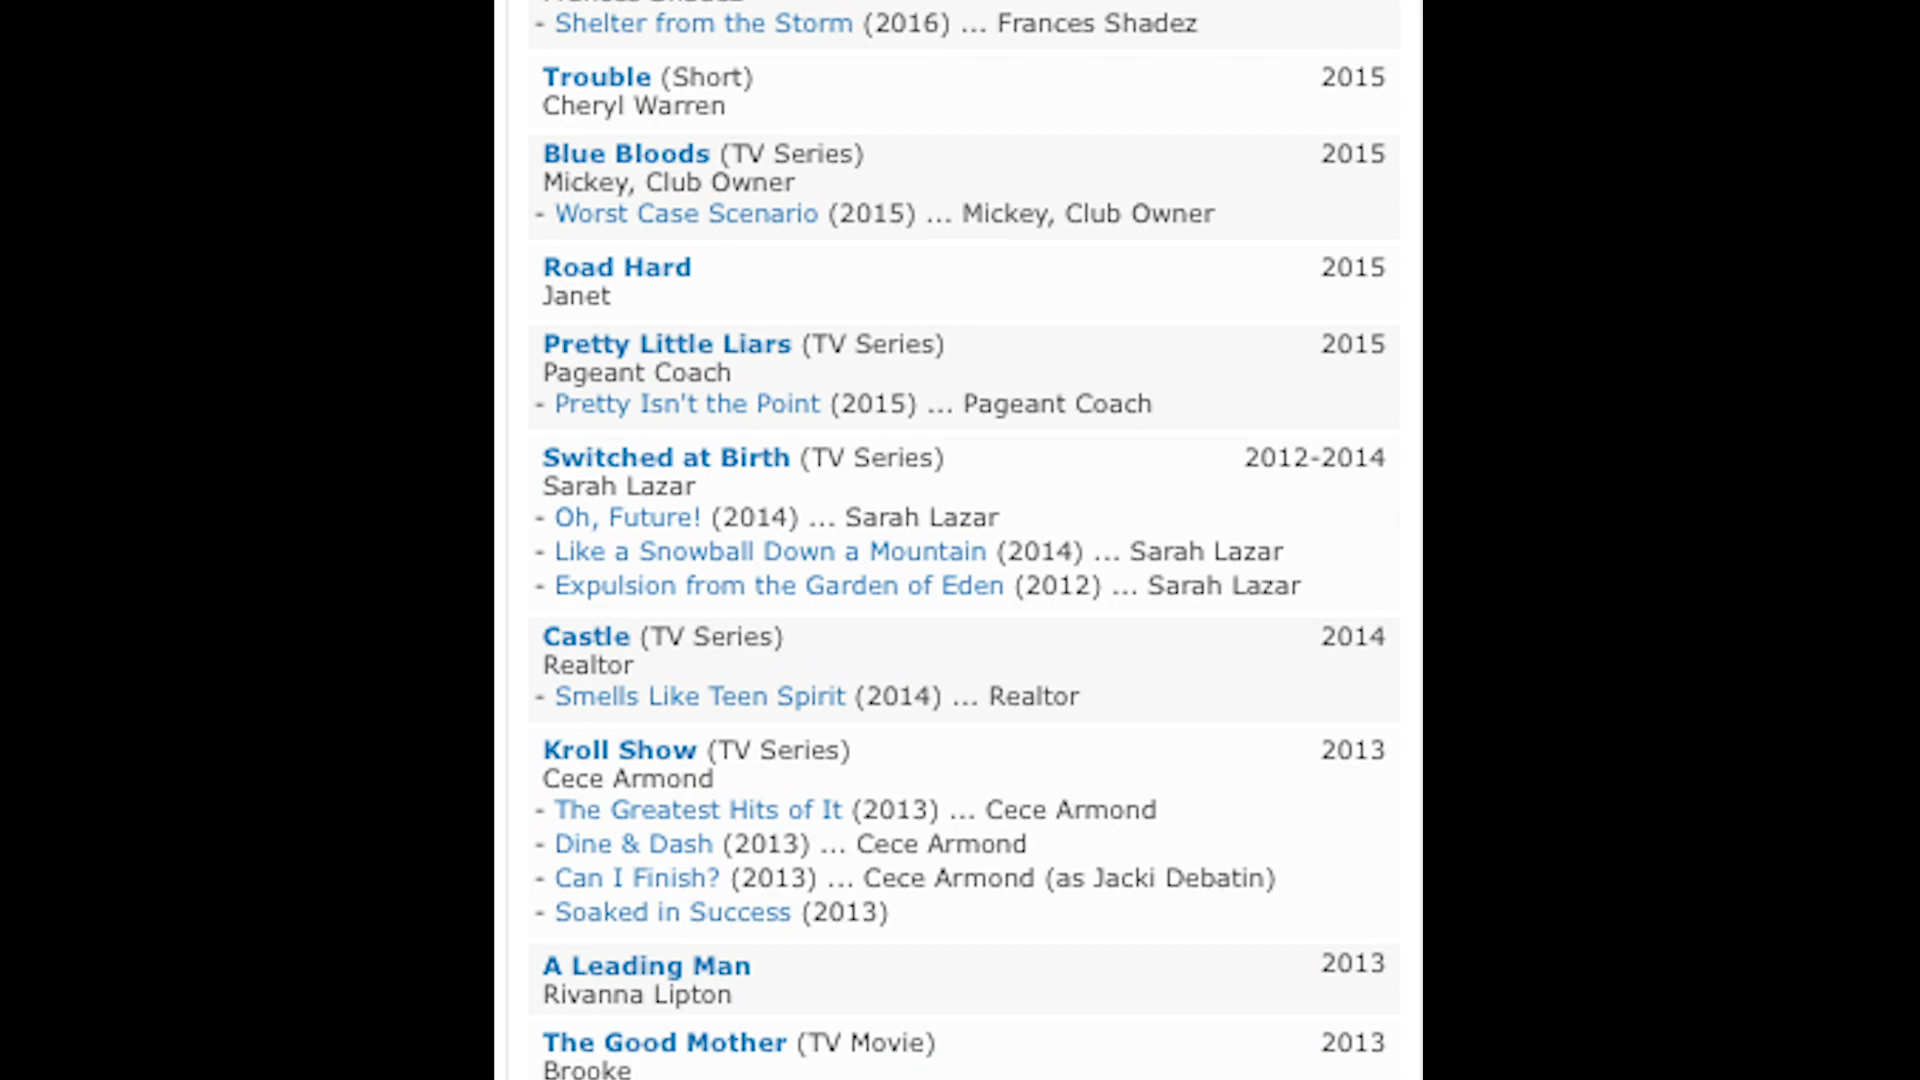 - Shelter from the Storm (2016) ... Frances Shadez
Trouble (Short) 2015
Cheryl Warren
Blue Bloods (TV Series) 2015
Mickey, Club Owner
- Worst Case Scenario (2015) ... Mickey, Club Owner
Road Hard 2015
Janet
Pretty Little Liars (TV Series) 2015
Pageant Coach
- Pretty Isn't the Point (2015) ... Pageant Coach
Switched at Birth (TV Series) 2012-2014
Sarah Lazar
- Oh, Future! (2014) ... Sarah Lazar
- Like a Snowball Down a Mountain (2014) ... Sarah Lazar
- Expulsion from the Garden of Eden (2012) ... Sarah Lazar
Castle (TV Series) 2014
Realtor
- Smells Like Teen Spirit (2014) ... Realtor
Kroll Show (TV Series) 2013
Cece Armond
- The Greatest Hits of It (2013) ... Cece Armond
- Dine & Dash (2013) ... Cece Armond
- Can I Finish? (2013) ... Cece Armond (as Jacki Debatin)
- Soaked in Success (2013)
A Leading Man 2013
Rivanna Lipton
The Good Mother (TV Movie) 2013
Brooke